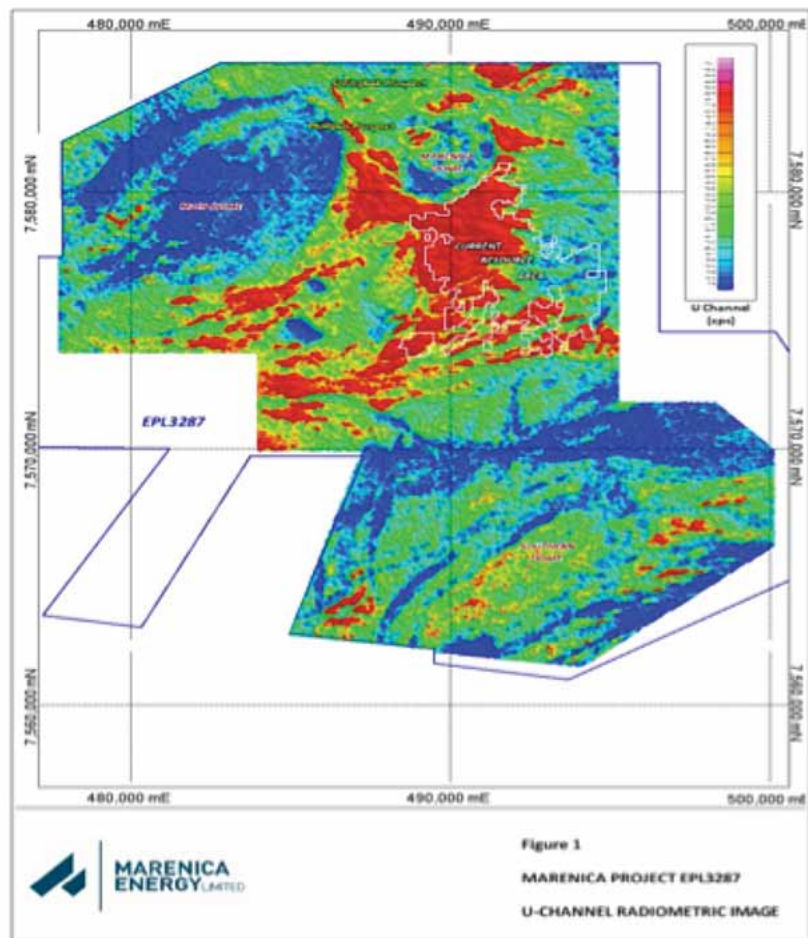 480,000 mE
490,000 mE
500,000 mE
7,580,000 mN
7,580,000 mN
U Channel
(cps)
MARENICA
CURRENT
RESOURCE
AREA
EPL3287
7,570,000 mN
7,570,000 mN
7,560,000 mN
7,560,000 mN
480,000 mE
490,000 mE
500,000 mE
MARENICA
ENERGY LIMITED
Figure 1
MARENICA PROJECT EPL3287
U-CHANNEL RADIOMETRIC IMAGE